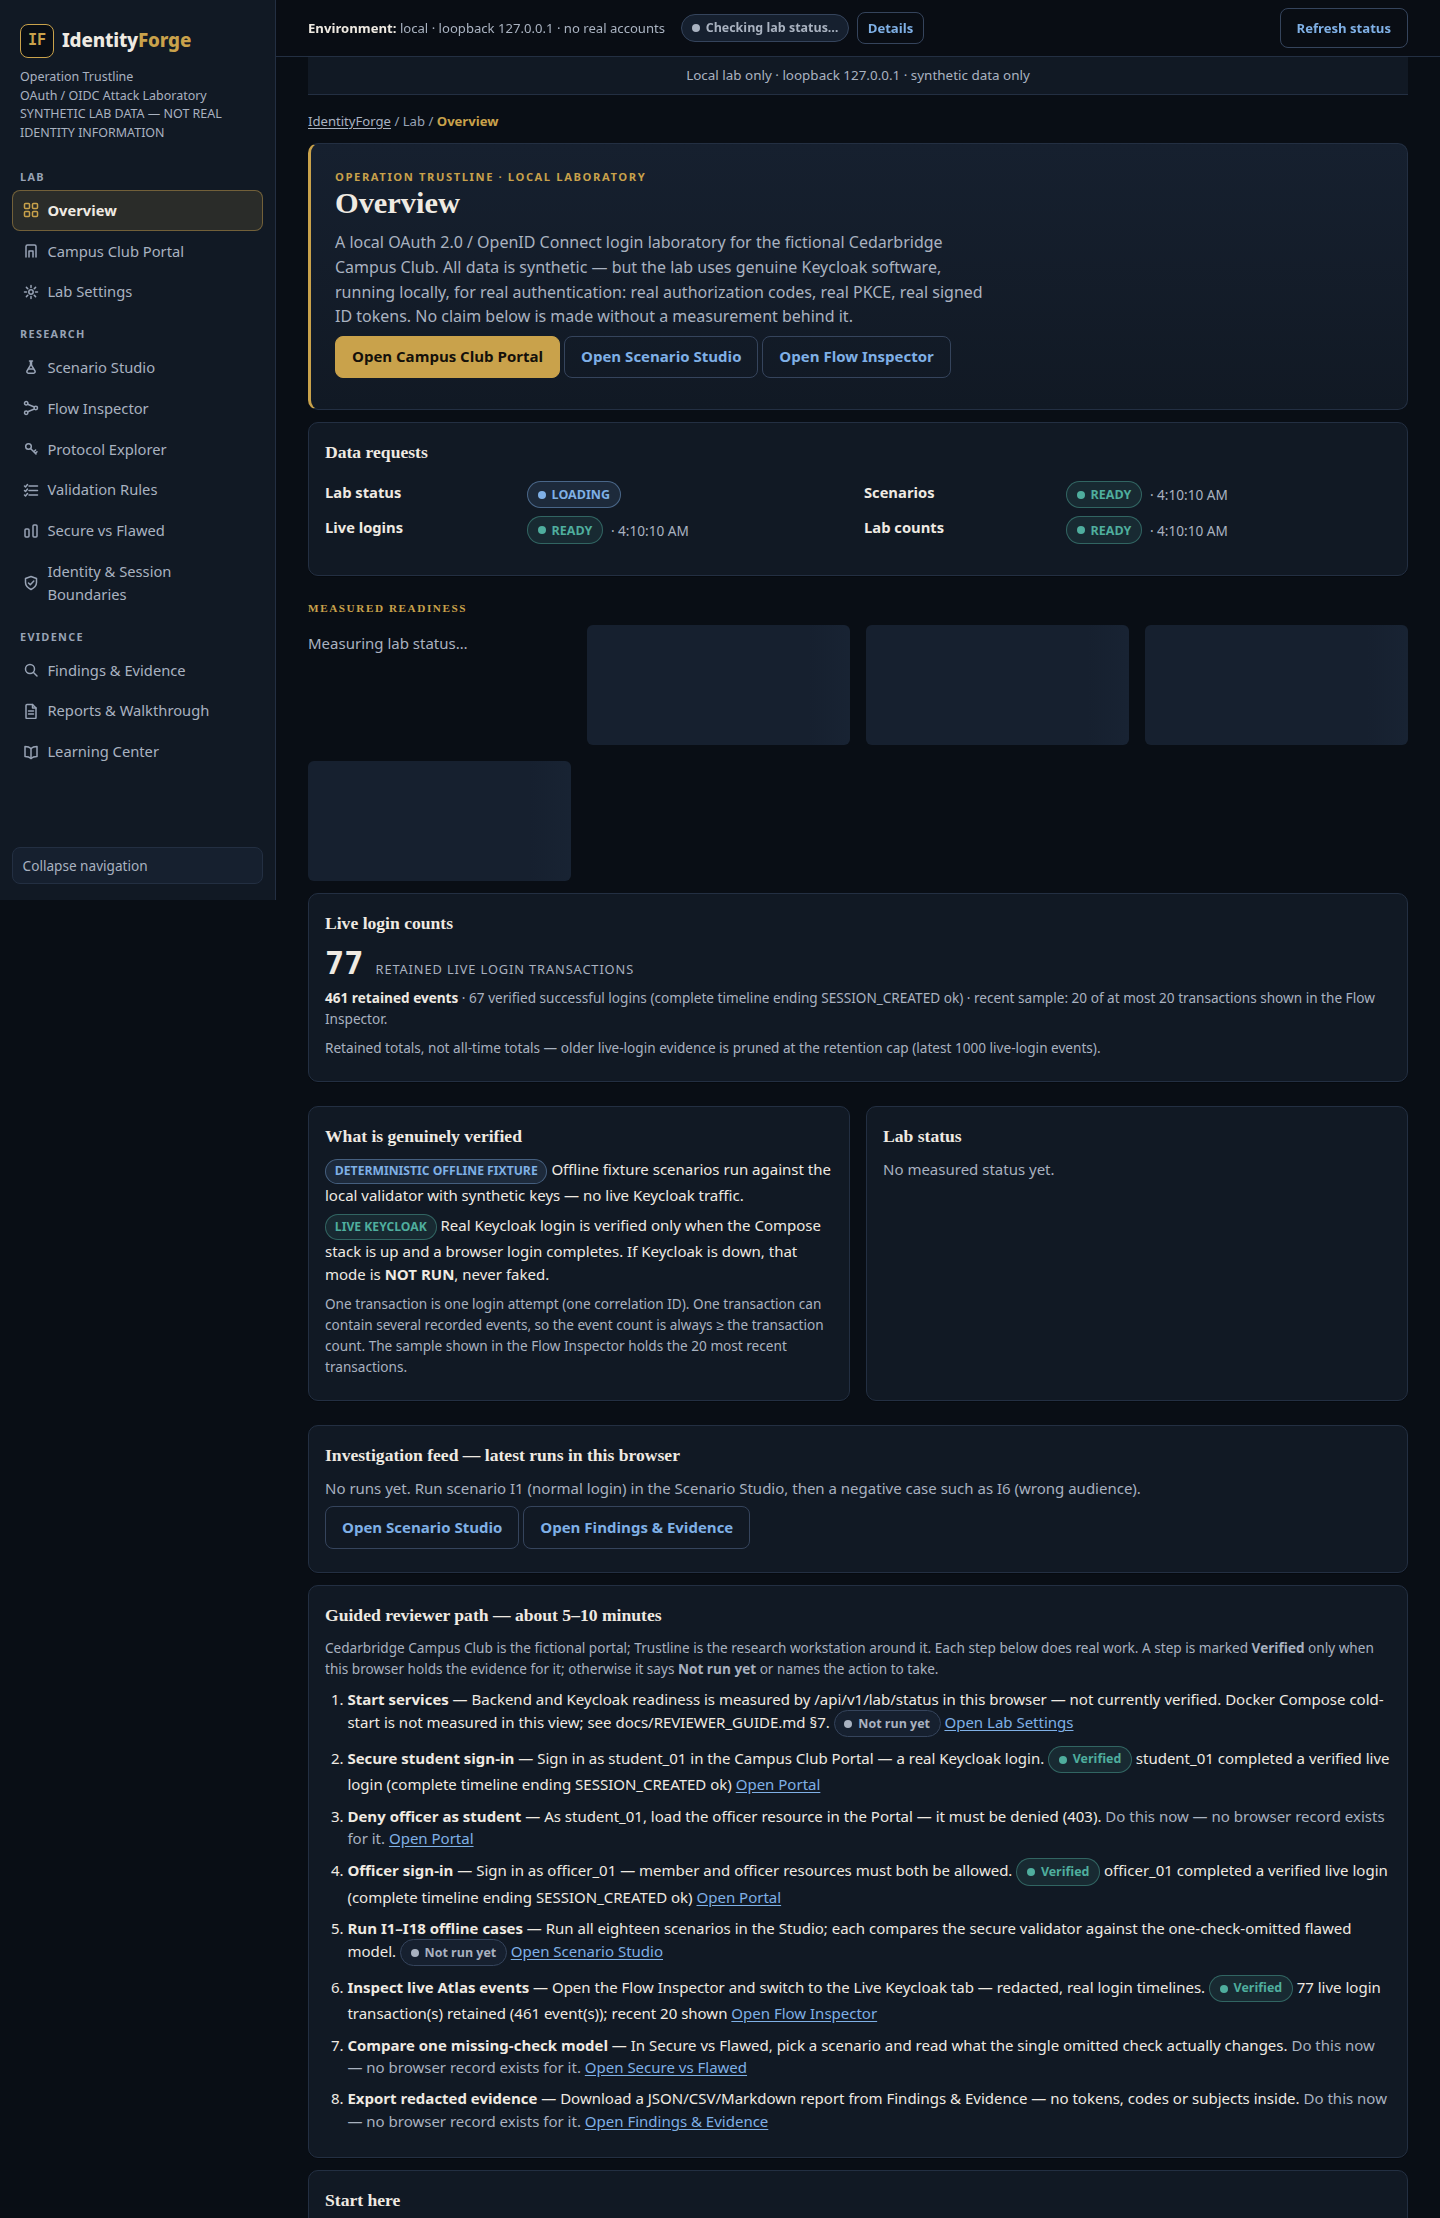 IF IdentityForge
Operation Trustline
OAuth / OIDC Attack Laboratory
SYNTHETIC LAB DATA — NOT REAL
IDENTITY INFORMATION
LAB
Overview
Campus Club Portal
Lab Settings
RESEARCH
Scenario Studio
Flow Inspector
Protocol Explorer
Validation Rules
Secure vs Flawed
Identity & Session
Boundaries
EVIDENCE
Findings & Evidence
Reports & Walkthrough
Learning Center
Collapse navigation
Environment: local · loopback 127.0.0.1 · no real accounts
Checking lab status…
Details
Refresh status
Local lab only · loopback 127.0.0.1 · synthetic data only
IdentityForge / Lab / Overview
OPERATION TRUSTLINE · LOCAL LABORATORY
Overview
A local OAuth 2.0 / OpenID Connect login laboratory for the fictional Cedarbridge
Campus Club. All data is synthetic — but the lab uses genuine Keycloak software,
running locally, for real authentication: real authorization codes, real PKCE, real signed
ID tokens. No claim below is made without a measurement behind it.
Open Campus Club Portal
Open Scenario Studio
Open Flow Inspector
Data requests
Lab status LOADING
Scenarios READY · 4:10:10 AM
Live logins READY · 4:10:10 AM
Lab counts READY · 4:10:10 AM
MEASURED READINESS
Measuring lab status…
Live login counts
77 RETAINED LIVE LOGIN TRANSACTIONS
461 retained events · 67 verified successful logins (complete timeline ending SESSION_CREATED ok) · recent sample: 20 of at most 20 transactions shown in the Flow
Inspector.
Retained totals, not all-time totals — older live-login evidence is pruned at the retention cap (latest 1000 live-login events).
What is genuinely verified
DETERMINISTIC OFFLINE FIXTURE Offline fixture scenarios run against the
local validator with synthetic keys — no live Keycloak traffic.
LIVE KEYCLOAK Real Keycloak login is verified only when the Compose
stack is up and a browser login completes. If Keycloak is down, that
mode is NOT RUN, never faked.
One transaction is one login attempt (one correlation ID). One transaction can
contain several recorded events, so the event count is always ≥ the transaction
count. The sample shown in the Flow Inspector holds the 20 most recent
transactions.
Lab status
No measured status yet.
Investigation feed — latest runs in this browser
No runs yet. Run scenario I1 (normal login) in the Scenario Studio, then a negative case such as I6 (wrong audience).
Open Scenario Studio
Open Findings & Evidence
Guided reviewer path — about 5–10 minutes
Cedarbridge Campus Club is the fictional portal; Trustline is the research workstation around it. Each step below does real work. A step is marked Verified only when
this browser holds the evidence for it; otherwise it says Not run yet or names the action to take.
1. Start services — Backend and Keycloak readiness is measured by /api/v1/lab/status in this browser — not currently verified. Docker Compose cold-
start is not measured in this view; see docs/REVIEWER_GUIDE.md §7. Not run yet Open Lab Settings
2. Secure student sign-in — Sign in as student_01 in the Campus Club Portal — a real Keycloak login. Verified student_01 completed a verified live
login (complete timeline ending SESSION_CREATED ok) Open Portal
3. Deny officer as student — As student_01, load the officer resource in the Portal — it must be denied (403). Do this now — no browser record exists
for it. Open Portal
4. Officer sign-in — Sign in as officer_01 — member and officer resources must both be allowed. Verified officer_01 completed a verified live login
(complete timeline ending SESSION_CREATED ok) Open Portal
5. Run I1–I18 offline cases — Run all eighteen scenarios in the Studio; each compares the secure validator against the one-check-omitted flawed
model. Not run yet Open Scenario Studio
6. Inspect live Atlas events — Open the Flow Inspector and switch to the Live Keycloak tab — redacted, real login timelines. Verified 77 live login
transaction(s) retained (461 event(s)); recent 20 shown Open Flow Inspector
7. Compare one missing-check model — In Secure vs Flawed, pick a scenario and read what the single omitted check actually changes. Do this now
— no browser record exists for it. Open Secure vs Flawed
8. Export redacted evidence — Download a JSON/CSV/Markdown report from Findings & Evidence — no tokens, codes or subjects inside. Do this now
— no browser record exists for it. Open Findings & Evidence
Start here